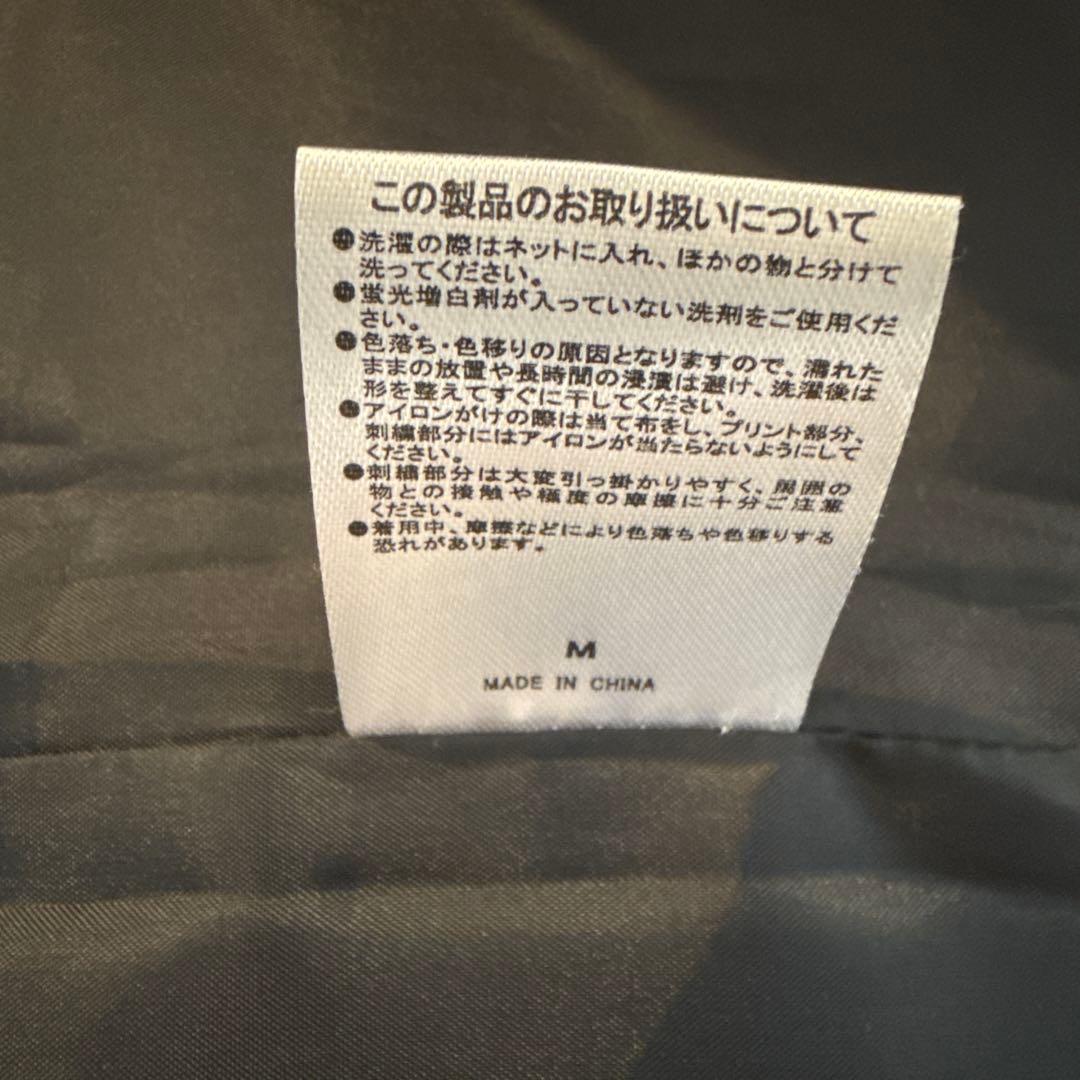 この製品のお取り扱いについて
●洗濯の際はネットに入れ、ほかの物と分けて
洗ってください。
●蛍光増白剤が入っていない洗剤をご使用くだ
さい。
●色落ち・色移りの原因となりますので、濡れた
ままの放置や長時間の浸漬は避け、洗濯後は
形を整えてすぐに干してください。
●アイロンがけの際は当て布をし、プリント部分、
刺繍部分にはアイロンが当たらないようにして
ください。
●刺繍部分は大変引っ掛かりやすく、周囲の
物との接触や極度の摩擦に十分ご注意
ください。
●着用中、摩擦などにより色落ちや色移りする
恐れがあります。
M
MADE IN CHINA